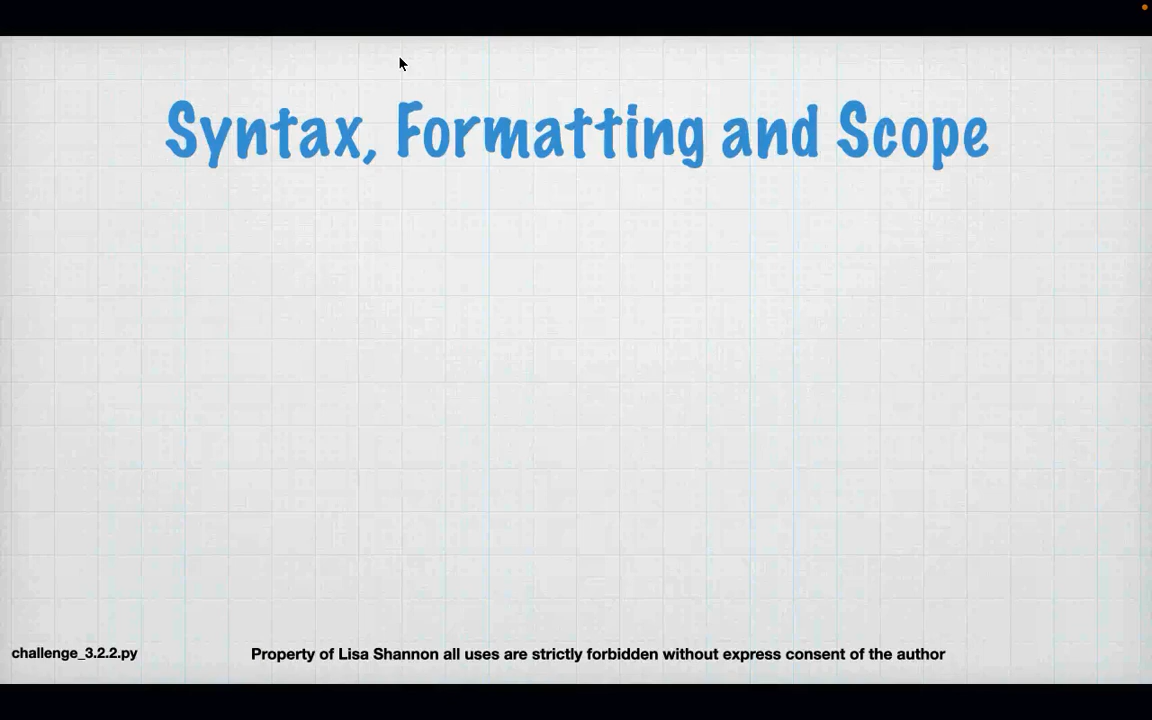 Syntax, Formatting and Scope
challenge_3.2.2.py
Property of Lisa Shannon all uses are strictly forbidden without express consent of the author